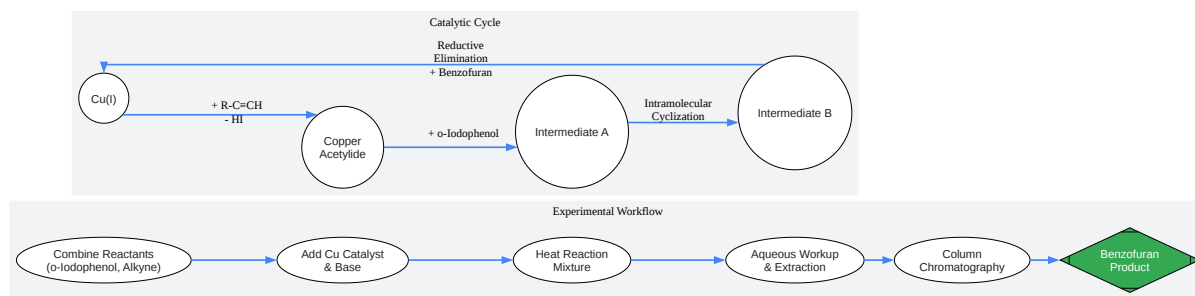 Catalytic Cycle
Reductive
Elimination
+ Benzofuran
Cu(I)
+ R-C≡CH
- HI
Copper
Acetylide
+ o-Iodophenol
Intermediate A
Intramolecular
Cyclization
Intermediate B
Experimental Workflow
Combine Reactants
(o-Iodophenol, Alkyne)
Add Cu Catalyst
& Base
Heat Reaction
Mixture
Aqueous Workup
& Extraction
Column
Chromatography
Benzofuran
Product